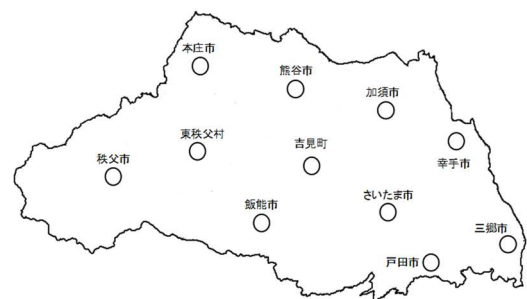 本庄市
熊谷市
加須市
東秩父村
吉見町
幸手市
秩父市
さいたま市
飯能市
三郷市
戸田市